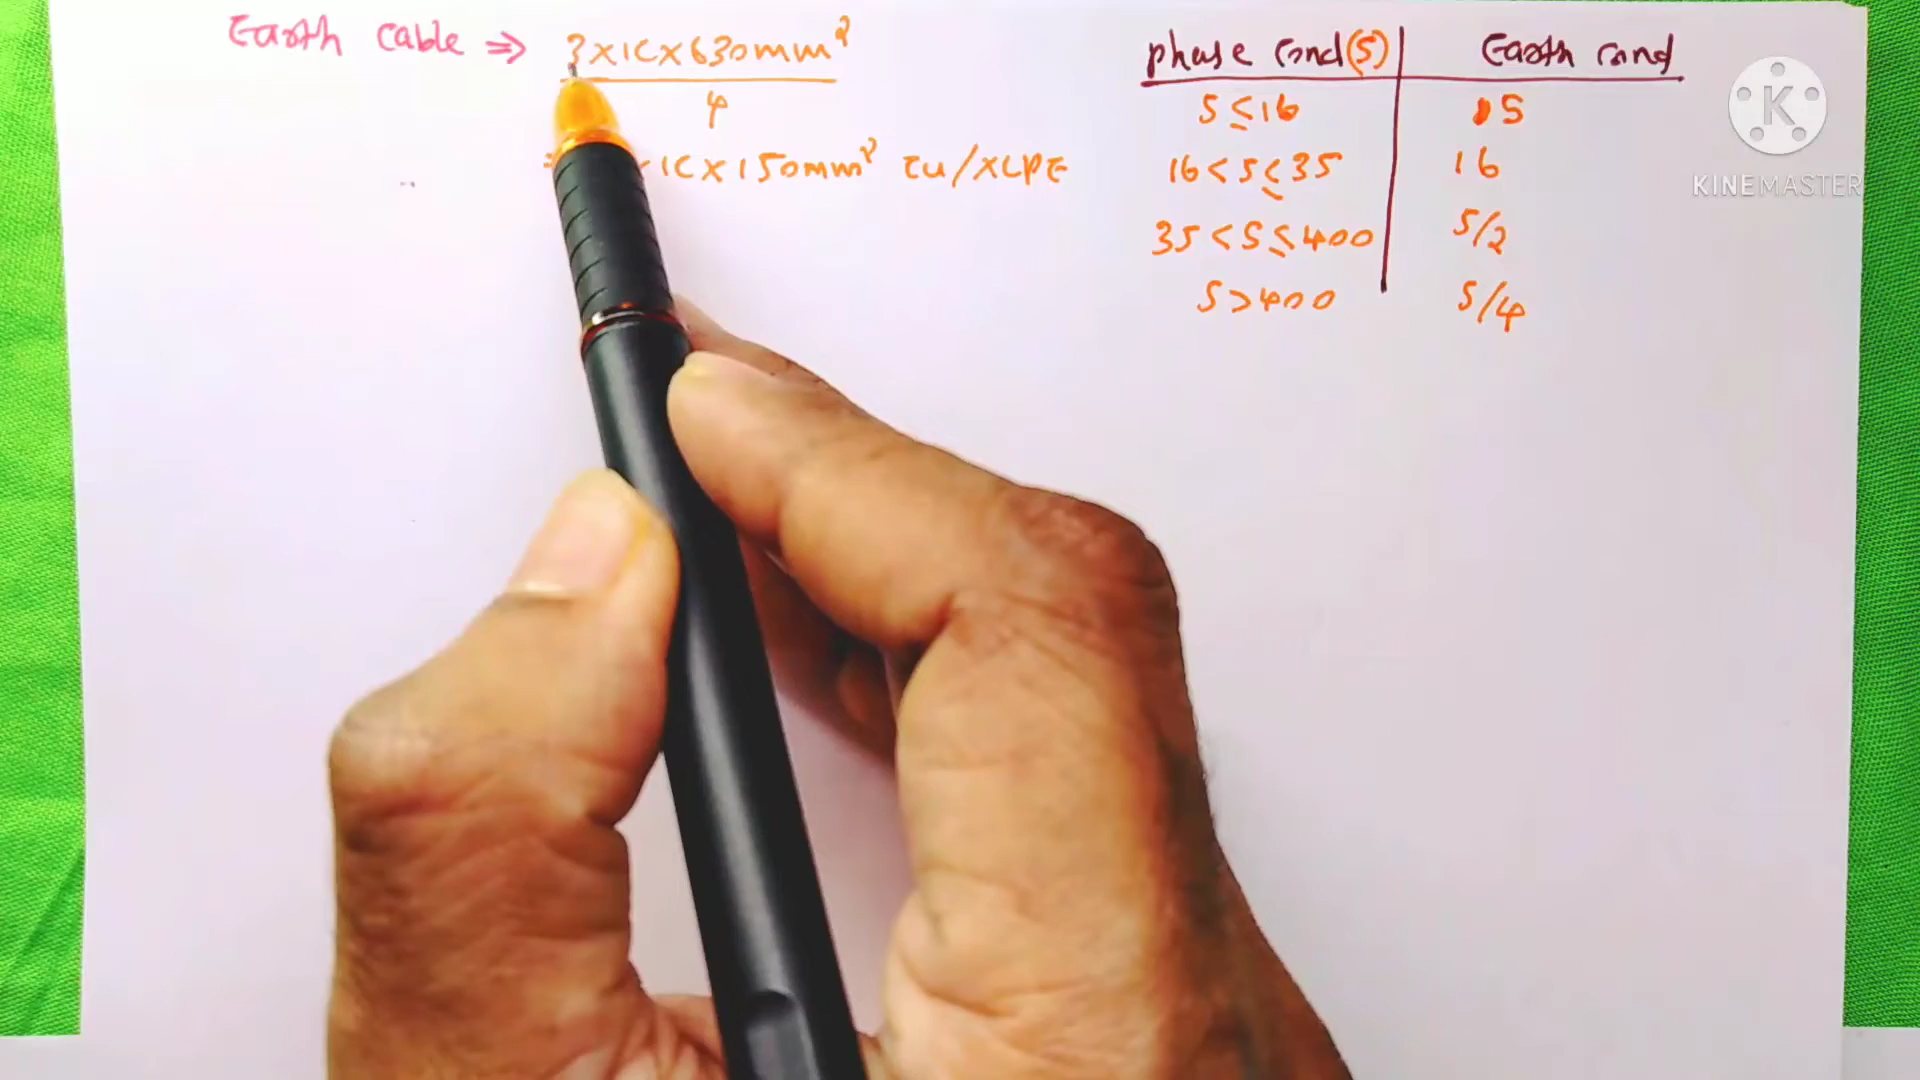 Earth cable ⇒ 3x1Cx630mm²
4
= x1Cx150mm² CU/XLPE
phase cond(S) Earth cond
S≤16 S
16<S≤35 16
35<S≤400 S/2
S>400 S/4
K
KINEMASTER